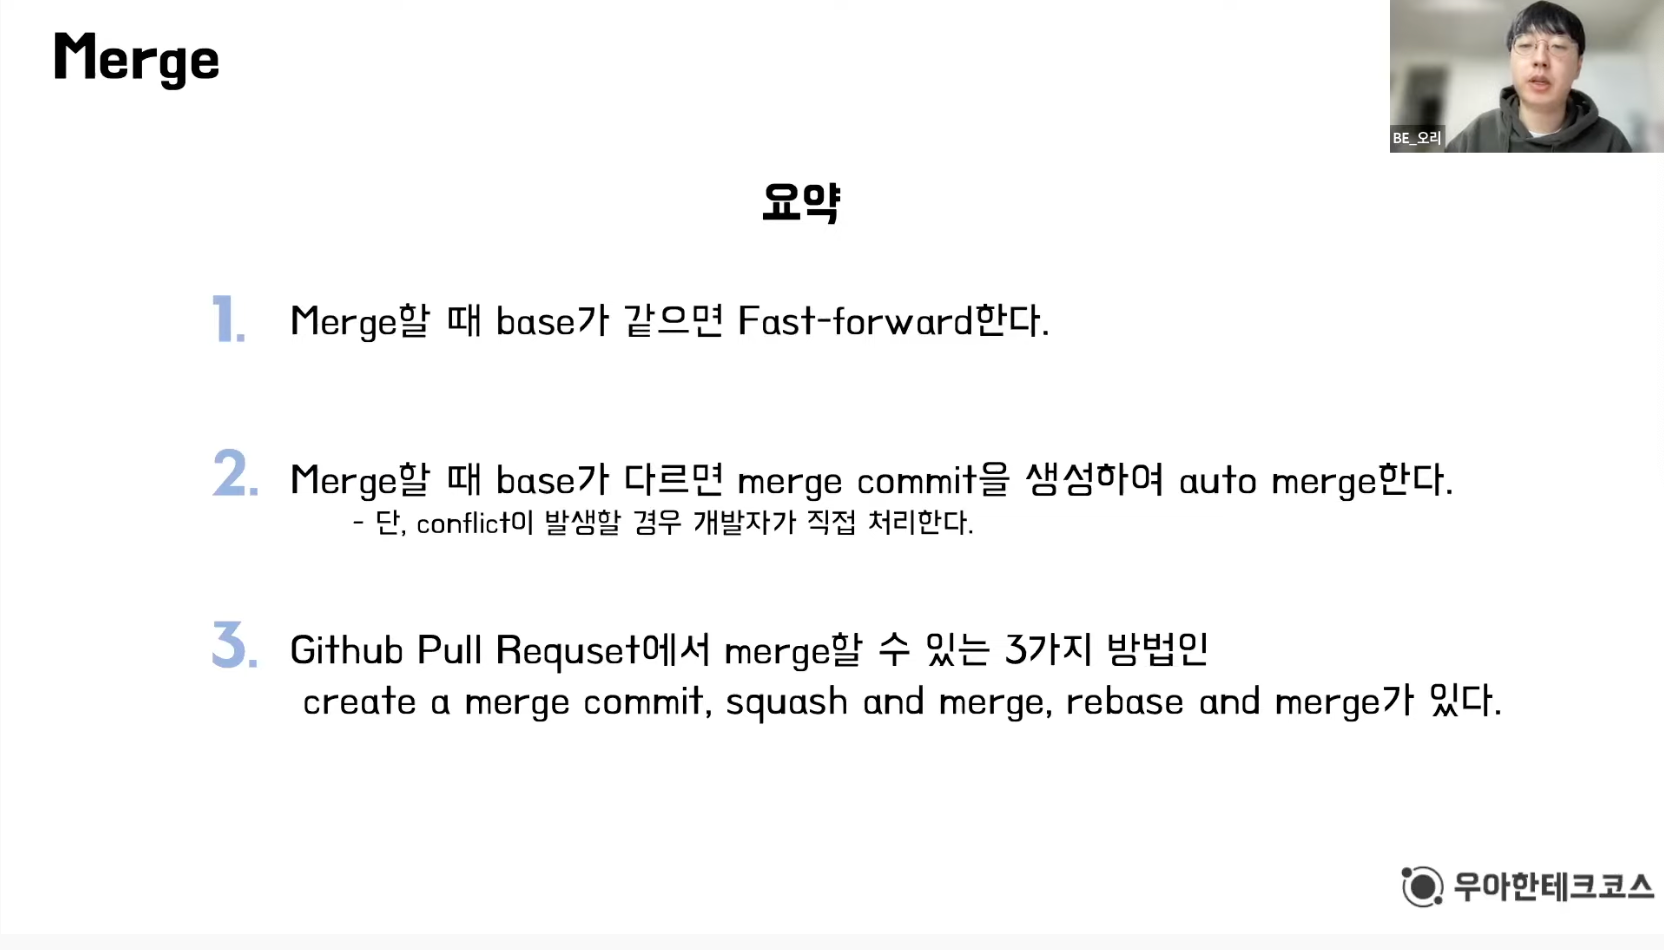 Merge
BE_오리
요약
1. Merge할 때 base가 같으면 Fast-forward한다.
2. Merge할 때 base가 다르면 merge commit을 생성하여 auto merge한다.
- 단, conflict이 발생할 경우 개발자가 직접 처리한다.
3. Github Pull Requset에서 merge할 수 있는 3가지 방법인
create a merge commit, squash and merge, rebase and merge가 있다.
우아한테크코스